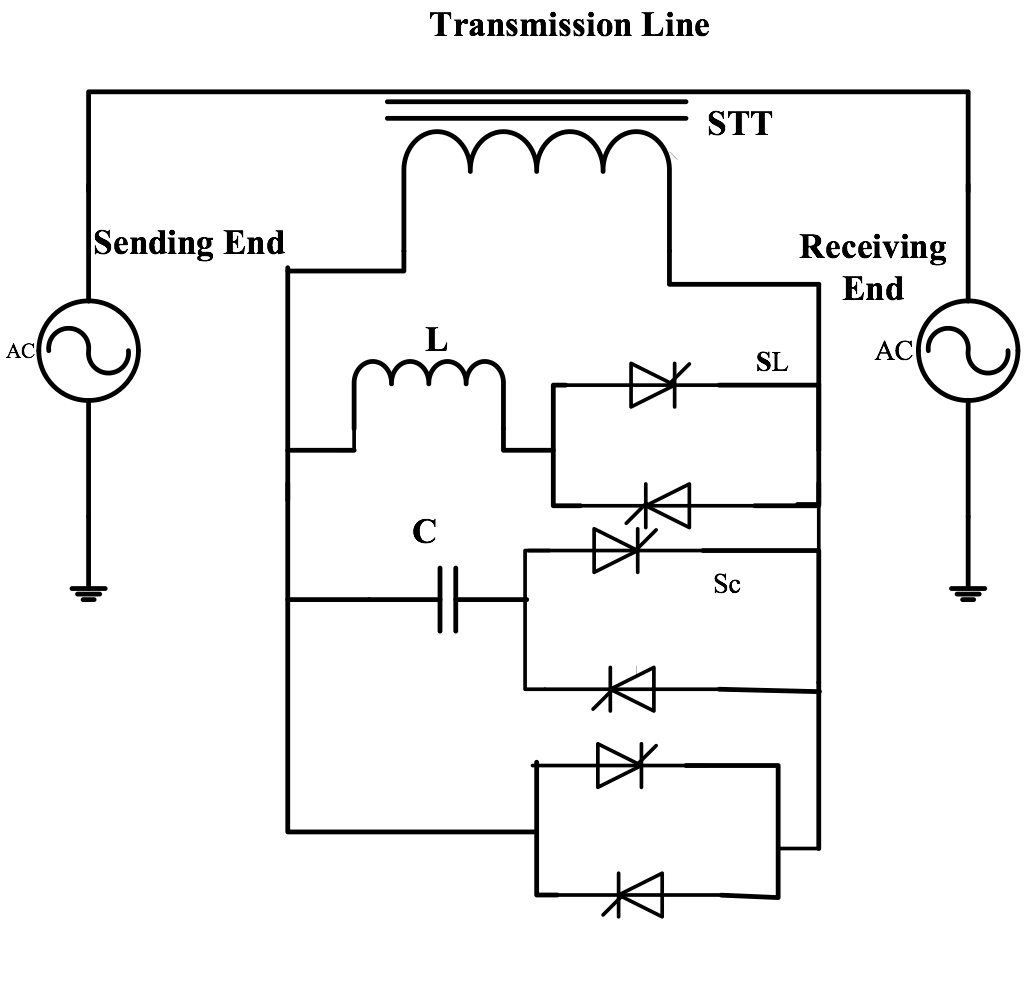 Transmission Line
STT
Sending End
Receiving
End
AC
L
AC
SL
C
Sc